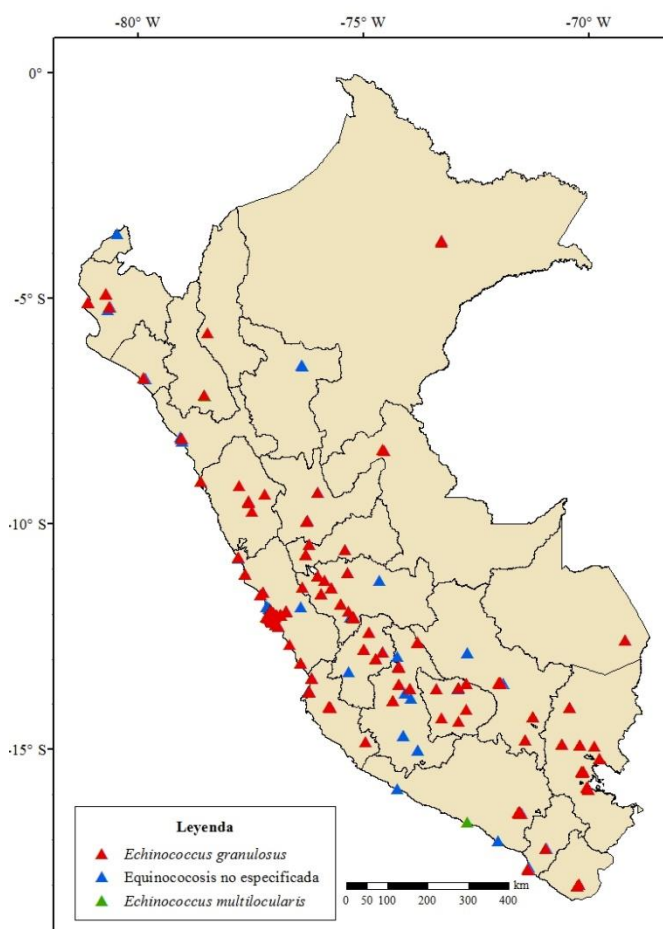 -80° W -75° W -70° W
0°
-5° S
-10° S
-15° S
Leyenda
Echinococcus granulosus
Equinococosis no especificada
Echinococcus multilocularis
km
0 50 100 200 300 400